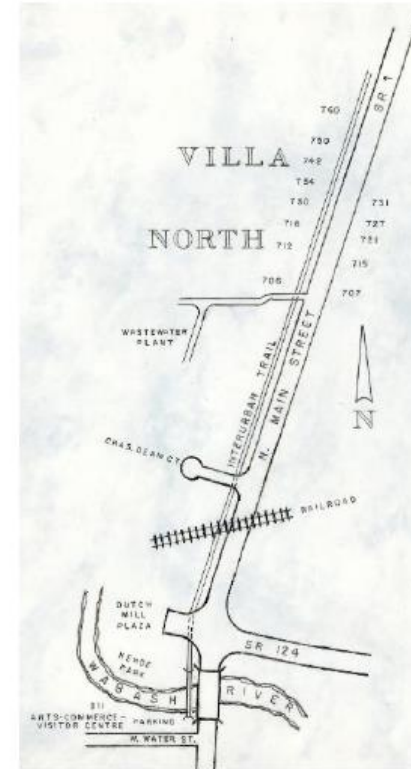 SR 1
760
750
VILLA
742
734
730
731
718
727
NORTH
712
721
715
706
707
WASTEWATER
PLANT
N. MAIN STREET
INTERURBAN TRAIL
N
CHAS. DEAN CT.
RAILROAD
DUTCH
MILL
PLAZA
SR 124
KEHOE
PARK
WABASH RIVER
211
ARTS-COMMERCE-
VISITOR CENTRE
PARKING
W. WATER ST.